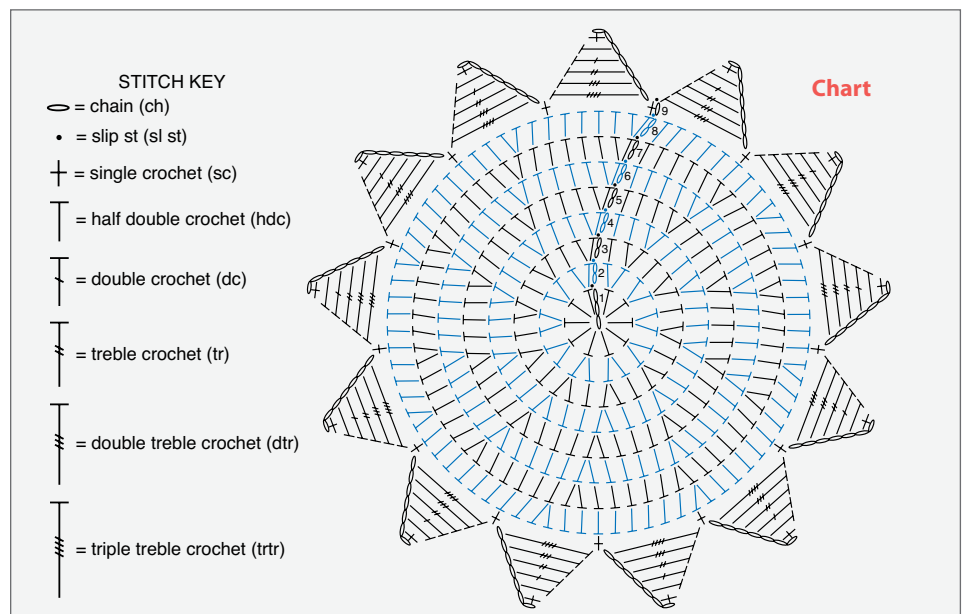 STITCH KEY
= chain (ch)
= slip st (sl st)
= single crochet (sc)
= half double crochet (hdc)
= double crochet (dc)
= treble crochet (tr)
= double treble crochet (dtr)
= triple treble crochet (trtr)
Chart
9
8
7
6
5
4
3
2
1